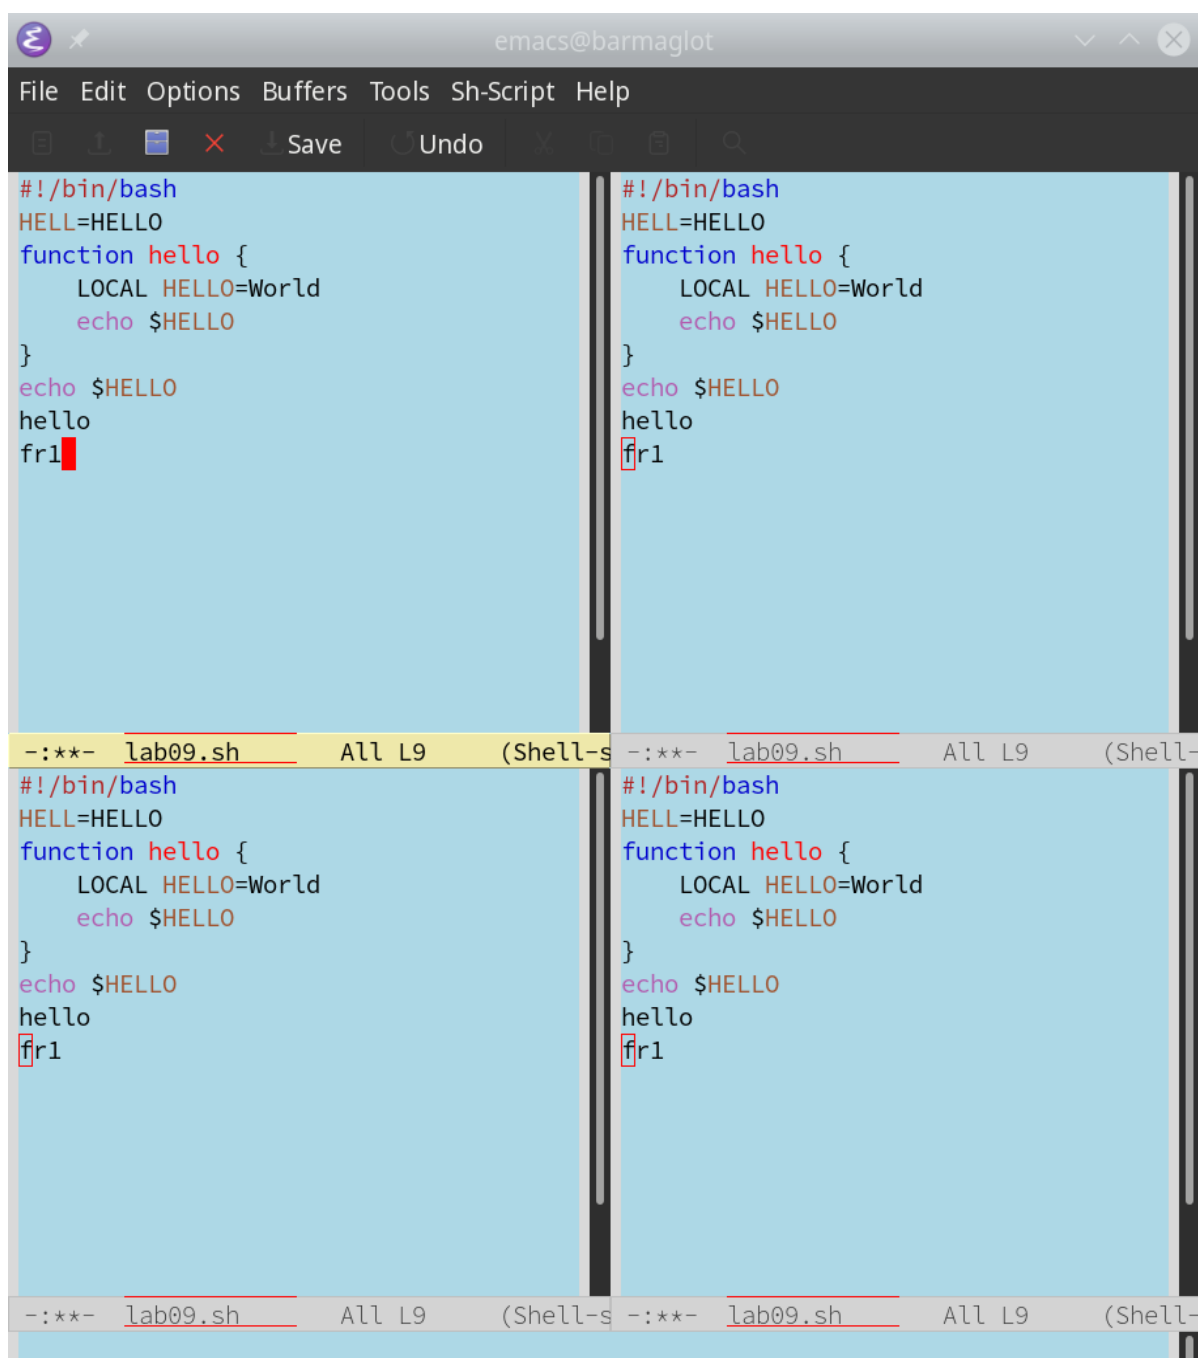 emacs@barmaglot
File Edit Options Buffers Tools Sh-Script Help
Save Undo
#!/bin/bash
HELL=HELLO
function hello {
    LOCAL HELLO=World
    echo $HELLO
}
echo $HELLO
hello
fr1
-:**- lab09.sh All L9 (Shell-s
#!/bin/bash
HELL=HELLO
function hello {
    LOCAL HELLO=World
    echo $HELLO
}
echo $HELLO
hello
fr1
-:**- lab09.sh All L9 (Shell-
#!/bin/bash
HELL=HELLO
function hello {
    LOCAL HELLO=World
    echo $HELLO
}
echo $HELLO
hello
fr1
-:**- lab09.sh All L9 (Shell-s
#!/bin/bash
HELL=HELLO
function hello {
    LOCAL HELLO=World
    echo $HELLO
}
echo $HELLO
hello
fr1
-:**- lab09.sh All L9 (Shell-